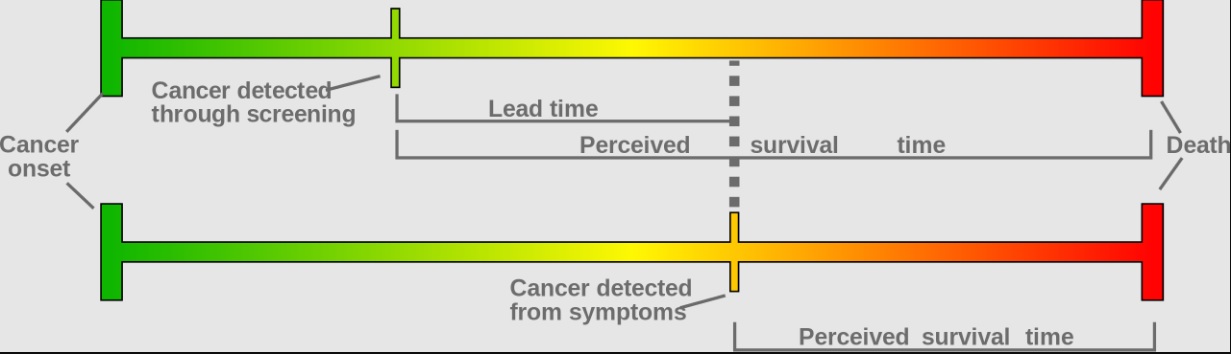 Cancer detected
through screening
Lead time
Cancer
onset
Perceived survival time
Death
Cancer detected
from symptoms
Perceived survival time